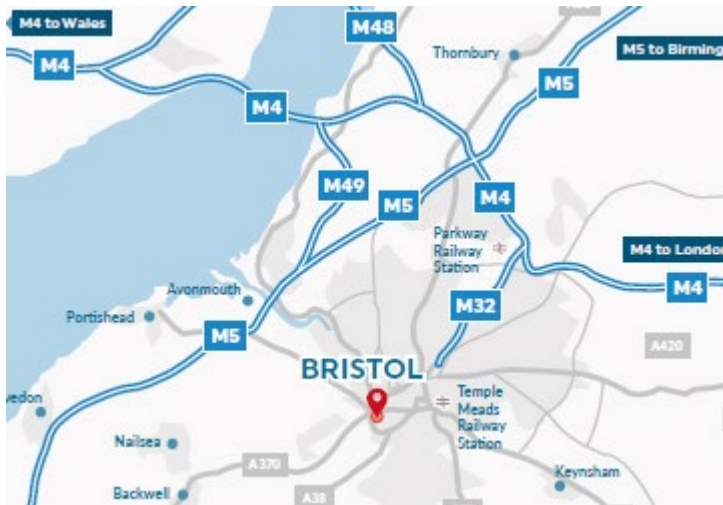 M4 to Wales
M48
Thornbury
M5 to Birming
M4
M5
M4
M49
M5
M4
Parkway
Railway
Station
M4 to London
M4
Avonmouth
M32
Portishead
M5
A420
BRISTOL
Temple
Meads
Railway
Station
vedon
Nailsea
A370
Keynsham
Backwell
A38